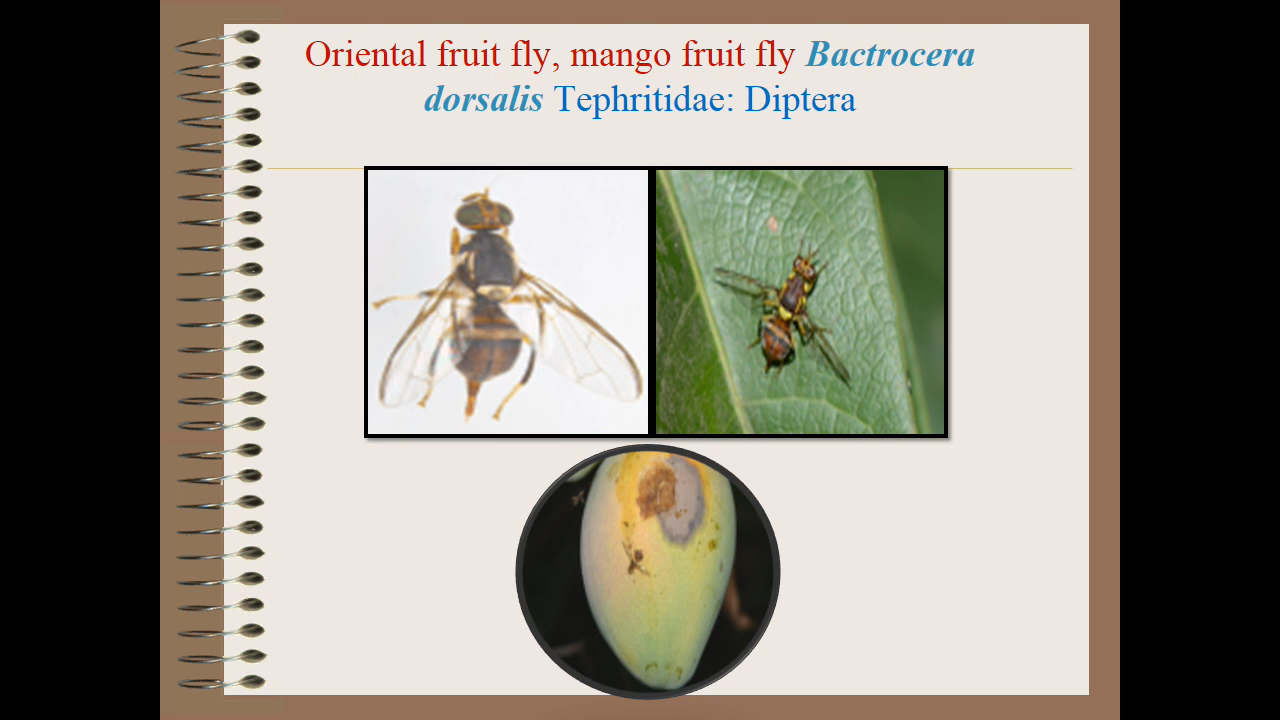 Oriental fruit fly, mango fruit fly Bactrocera
dorsalis Tephritidae: Diptera